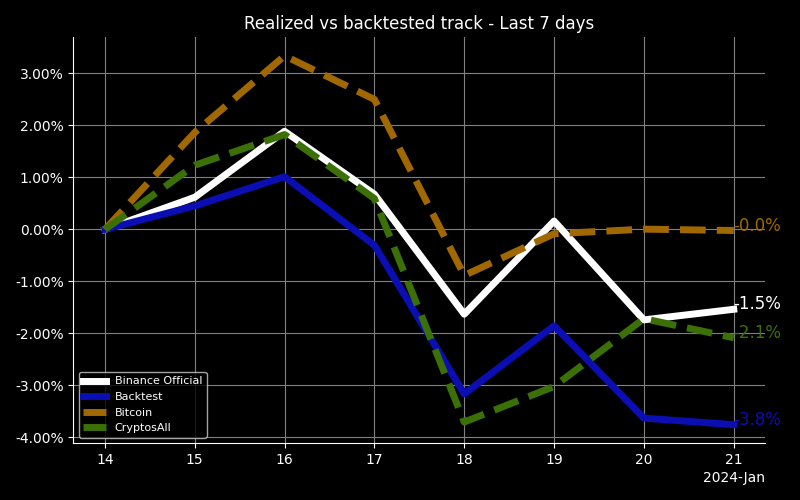 Realized vs backtested track - Last 7 days
3.00%
2.00%
1.00%
0.00%
-1.00%
-2.00%
-3.00%
-4.00%
-0.0%
-1.5%
-2.1%
-3.8%
Binance Official
Backtest
Bitcoin
CryptosAll
14 15 16 17 18 19 20 21
2024-Jan